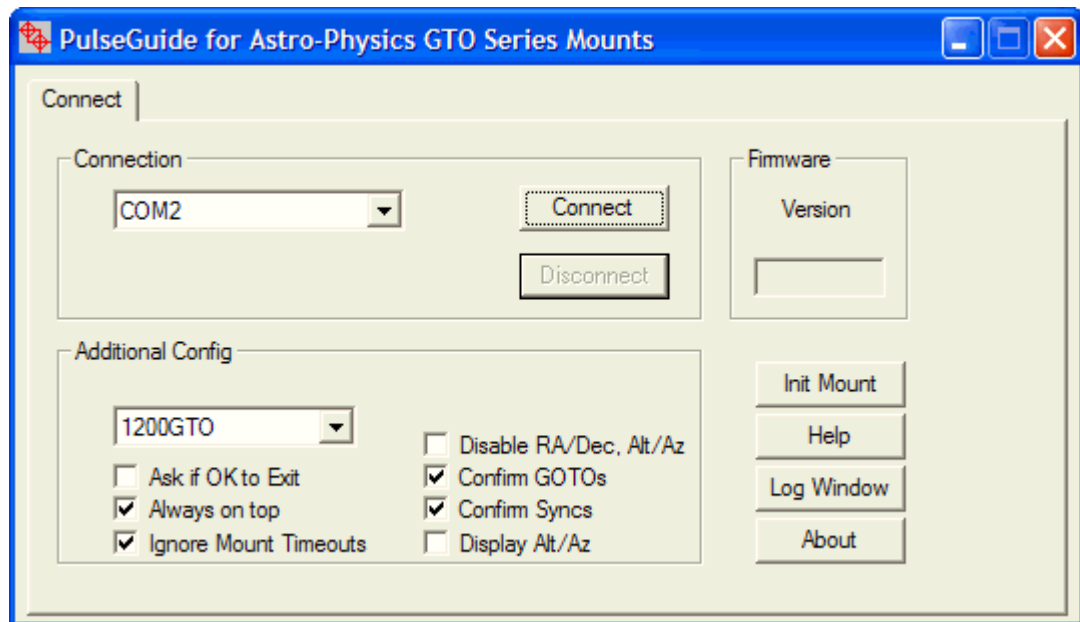 PulseGuide for Astro-Physics GTO Series Mounts
Connect
Connection
COM2
Connect
Disconnect
Firmware
Version
Additional Config
1200GTO
Ask if OK to Exit
Always on top
Ignore Mount Timeouts
Disable RA/Dec, Alt/Az
Confirm GOTOs
Confirm Syncs
Display Alt/Az
Init Mount
Help
Log Window
About